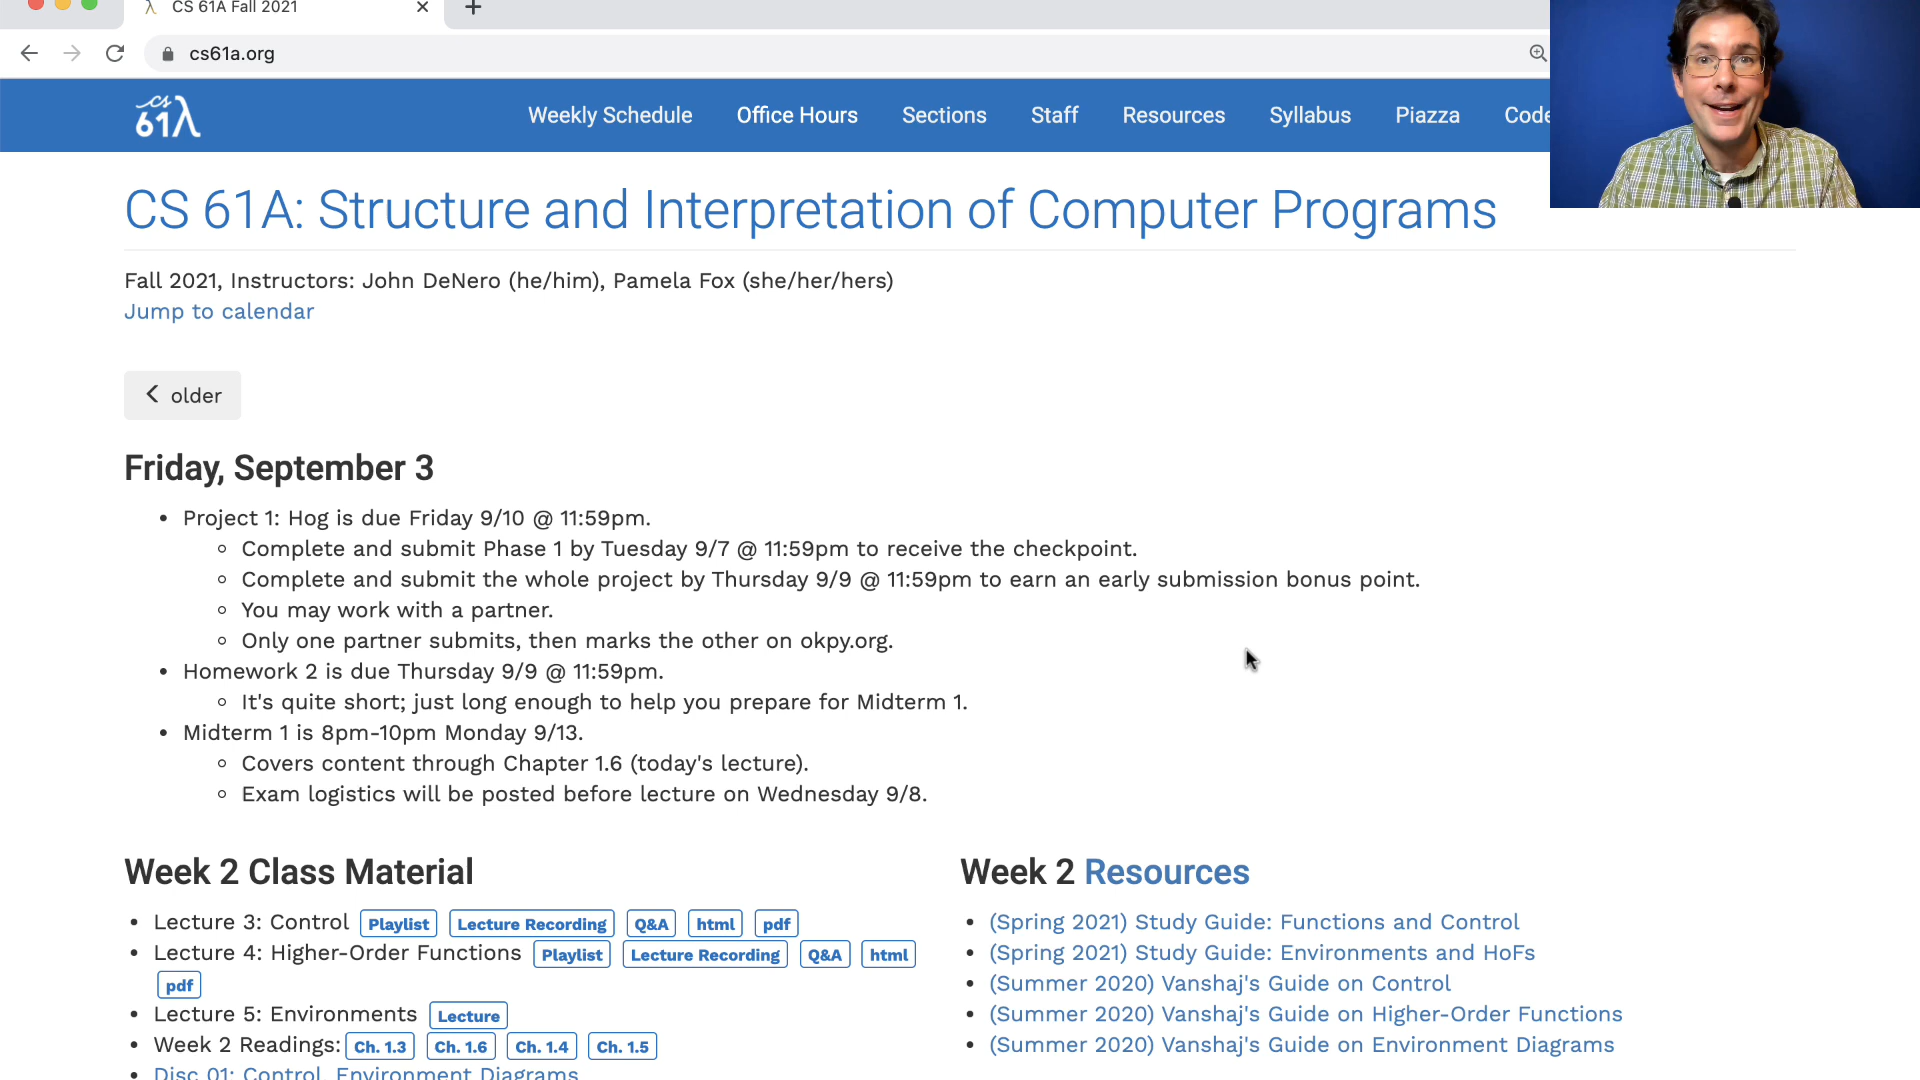 CS 61A Fall 2021
cs61a.org
cs 61λ
Weekly Schedule Office Hours Sections Staff Resources Syllabus Piazza Code
CS 61A: Structure and Interpretation of Computer Programs
Fall 2021, Instructors: John DeNero (he/him), Pamela Fox (she/her/hers)
Jump to calendar
older
Friday, September 3
Project 1: Hog is due Friday 9/10 @ 11:59pm.
Complete and submit Phase 1 by Tuesday 9/7 @ 11:59pm to receive the checkpoint.
Complete and submit the whole project by Thursday 9/9 @ 11:59pm to earn an early submission bonus point.
You may work with a partner.
Only one partner submits, then marks the other on okpy.org.
Homework 2 is due Thursday 9/9 @ 11:59pm.
It's quite short; just long enough to help you prepare for Midterm 1.
Midterm 1 is 8pm-10pm Monday 9/13.
Covers content through Chapter 1.6 (today's lecture).
Exam logistics will be posted before lecture on Wednesday 9/8.
Week 2 Class Material
Lecture 3: Control Playlist Lecture Recording Q&A html pdf
Lecture 4: Higher-Order Functions Playlist Lecture Recording Q&A html
pdf
Lecture 5: Environments Lecture
Week 2 Readings: Ch. 1.3 Ch. 1.6 Ch. 1.4 Ch. 1.5
Disc 01: Control, Environment Diagrams
Week 2 Resources
(Spring 2021) Study Guide: Functions and Control
(Spring 2021) Study Guide: Environments and HoFs
(Summer 2020) Vanshaj's Guide on Control
(Summer 2020) Vanshaj's Guide on Higher-Order Functions
(Summer 2020) Vanshaj's Guide on Environment Diagrams